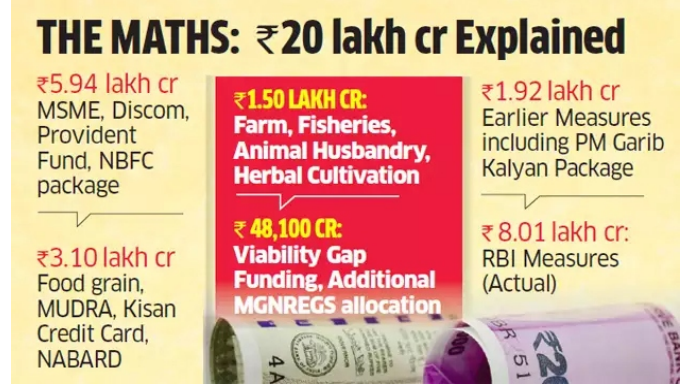 THE MATHS: ₹20 lakh cr Explained
₹5.94 lakh cr
MSME, Discom,
Provident
Fund, NBFC
package
₹3.10 lakh cr
Food grain,
MUDRA, Kisan
Credit Card,
NABARD
₹1.50 LAKH CR:
Farm, Fisheries,
Animal Husbandry,
Herbal Cultivation
₹ 48,100 CR:
Viability Gap
Funding, Additional
MGNREGS allocation
₹1.92 lakh cr
Earlier Measures
including PM Garib
Kalyan Package
₹ 8.01 lakh cr:
RBI Measures
(Actual)